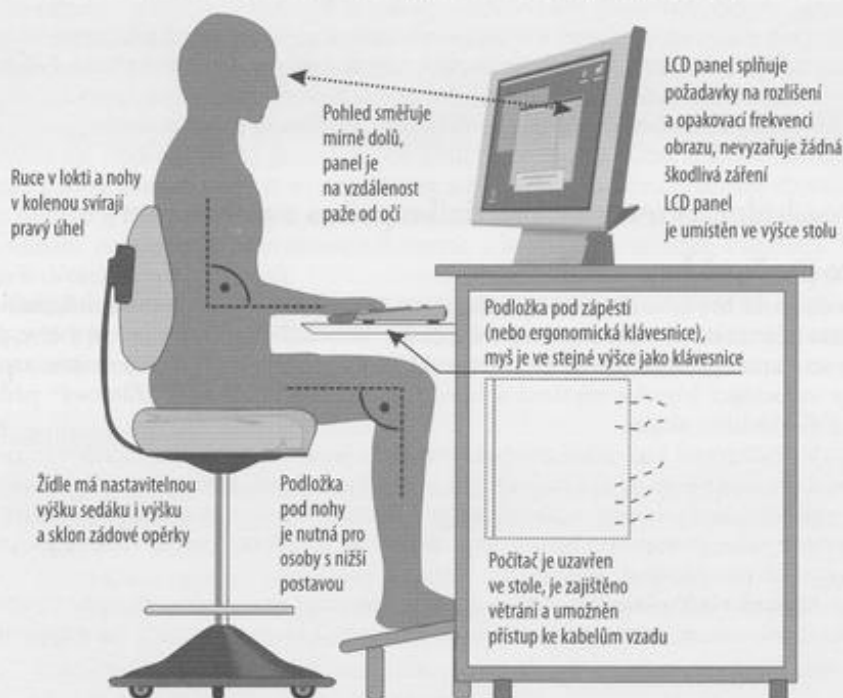 LCD panel splňuje
požadavky na rozlišení
a opakovací frekvenci
obrazu, nevyzařuje žádná
škodlivá záření
LCD panel
je umístěn ve výšce stolu
Pohled směřuje
mírně dolů,
panel je
na vzdálenost
paže od očí
Ruce v lokti a nohy
v kolenou svírají
pravý úhel
Podložka pod zápěstí
(nebo ergonomická klávesnice),
myš je ve stejné výšce jako klávesnice
Židle má nastavitelnou
výšku sedáku i výšku
a sklon zádové opěrky
Podložka
pod nohy
je nutná pro
osoby s nižší
postavou
Počítač je uzavřen
ve stole, je zajištěno
větrání a umožněn
přístup ke kabelům vzadu